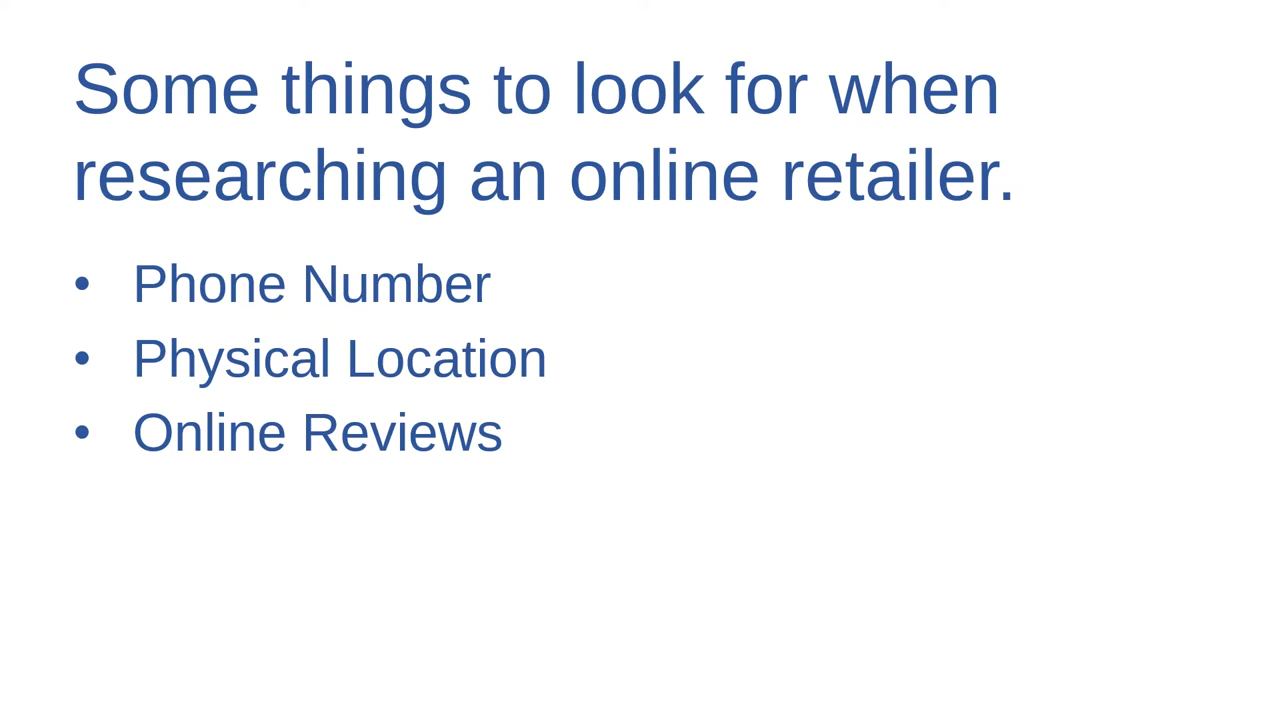 Some things to look for when
researching an online retailer.
• Phone Number
• Physical Location
• Online Reviews